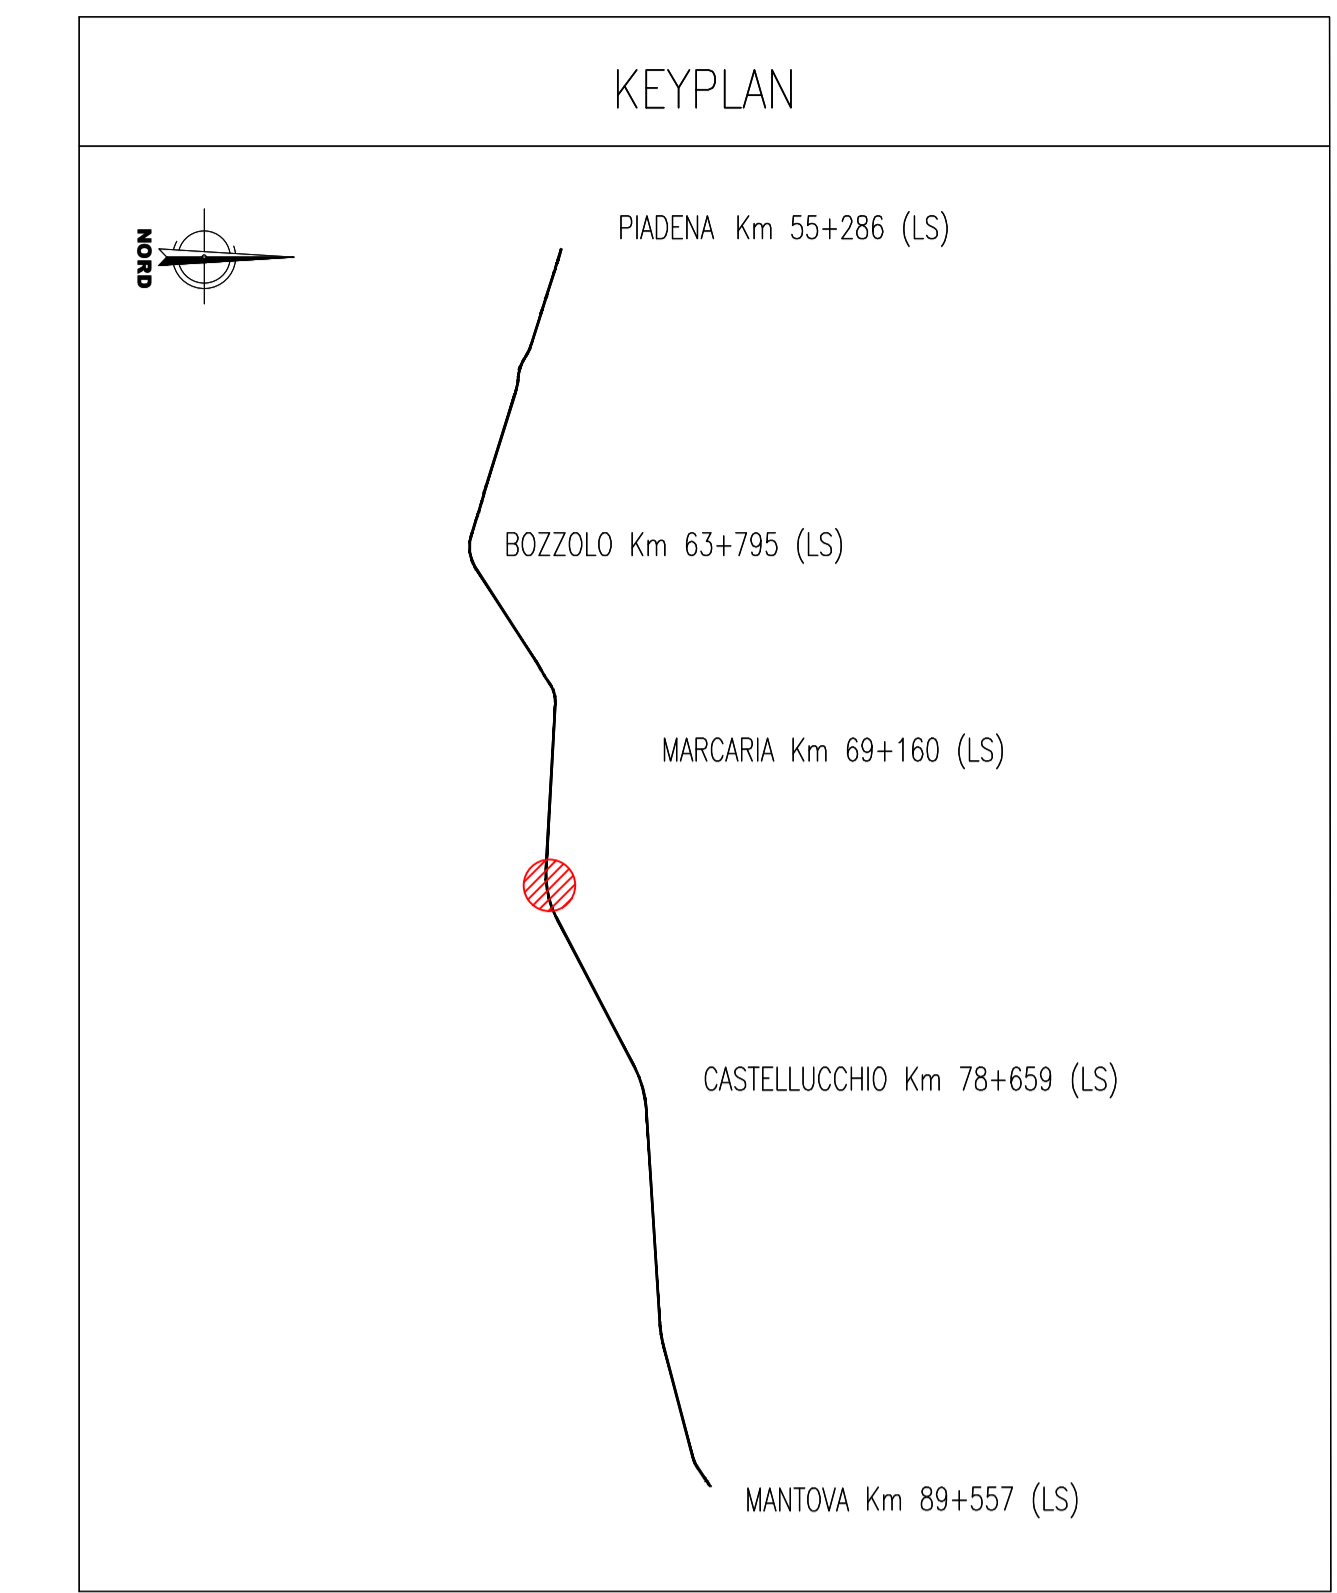 KEYPLAN
NORD
PIADENA Km 55+286 (LS)
BOZZOLO Km 63+795 (LS)
MARCARIA Km 69+160 (LS)
CASTELLUCCHIO Km 78+659 (LS)
MANTOVA Km 89+557 (LS)